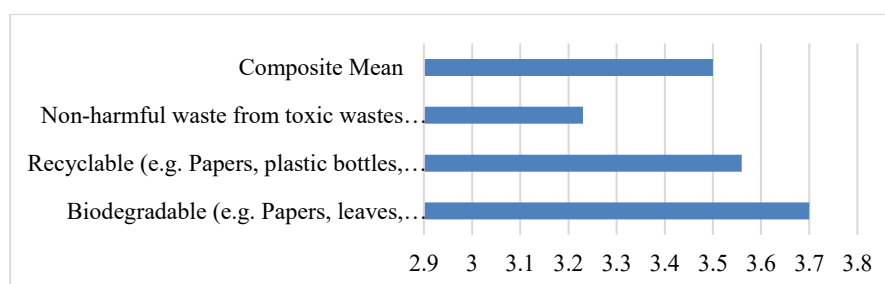 Composite Mean
Non-harmful waste from toxic wastes…
Recyclable (e.g. Papers, plastic bottles,…
Biodegradable (e.g. Papers, leaves,…
2.9 3 3.1 3.2 3.3 3.4 3.5 3.6 3.7 3.8